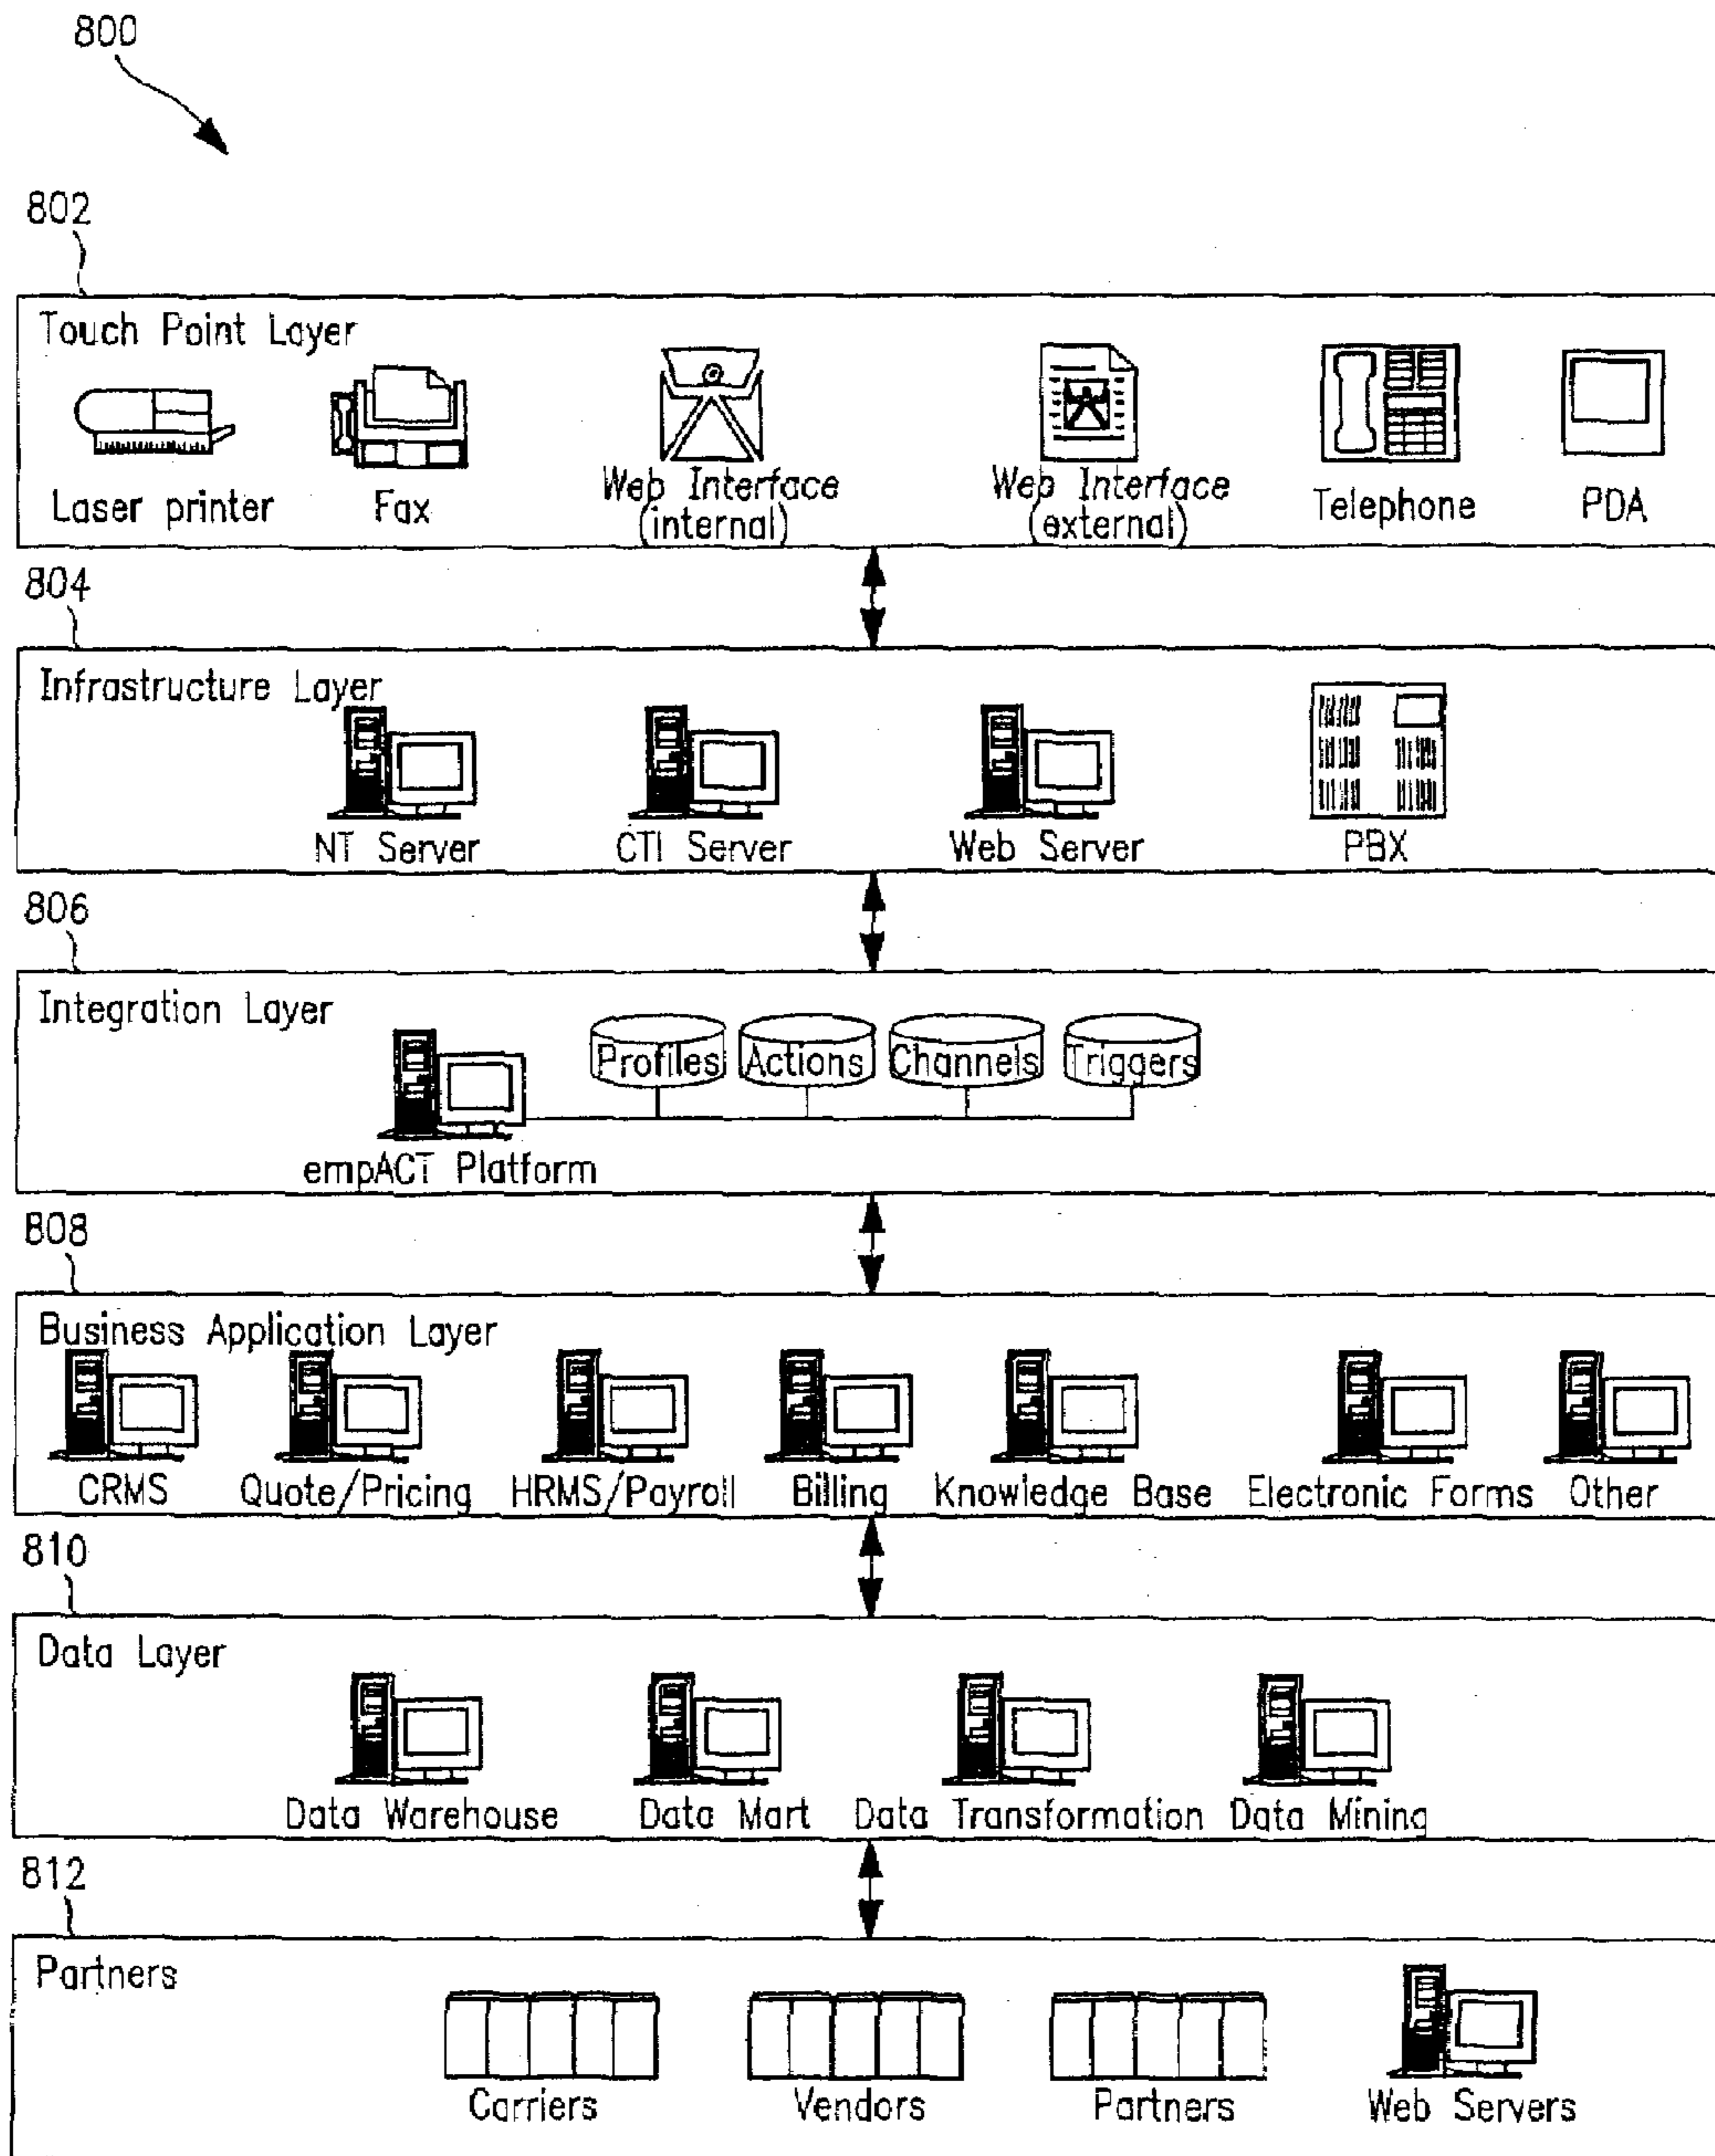 800
802
Touch Point Layer
Laser printer
Fax
Web Interface
(internal)
Web Interface
(external)
Telephone
PDA
804
Infrastructure Layer
NT Server
CTI Server
Web Server
PBX
806
Integration Layer
Profiles
Actions
Channels
Triggers
empACT Platform
808
Business Application Layer
CRMS
Quote/Pricing
HRMS/Payroll
Billing
Knowledge Base
Electronic Forms
Other
810
Data Layer
Data Warehouse
Data Mart
Data Transformation
Data Mining
812
Partners
Carriers
Vendors
Partners
Web Servers